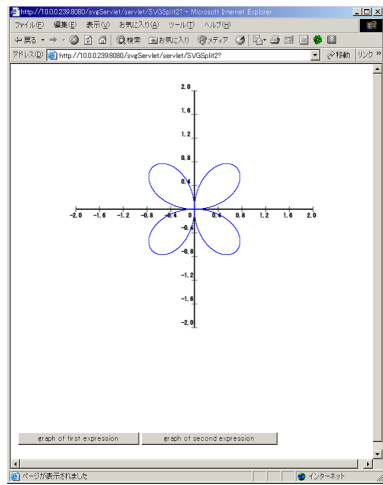 http://10.0.0.239:8080/svgServlet/servlet/SVGSplit2? - Microsoft Internet Explorer
ファイル(F) 編集(E) 表示(V) お気に入り(A) ツール(T) ヘルプ(H)
戻る 検索 お気に入り メディア
アドレス(D) http://10.0.0.239:8080/svgServlet/servlet/SVGSplit2? 移動 リンク »
2.0
1.6
1.2
0.8
0.4
-2.0 -1.6 -1.2 -0.8 -0.4 0 0.4 0.8 1.2 1.6 2.0
-0.4
-0.8
-1.2
-1.6
-2.0
graph of first expression graph of second expression
ページが表示されました インターネット